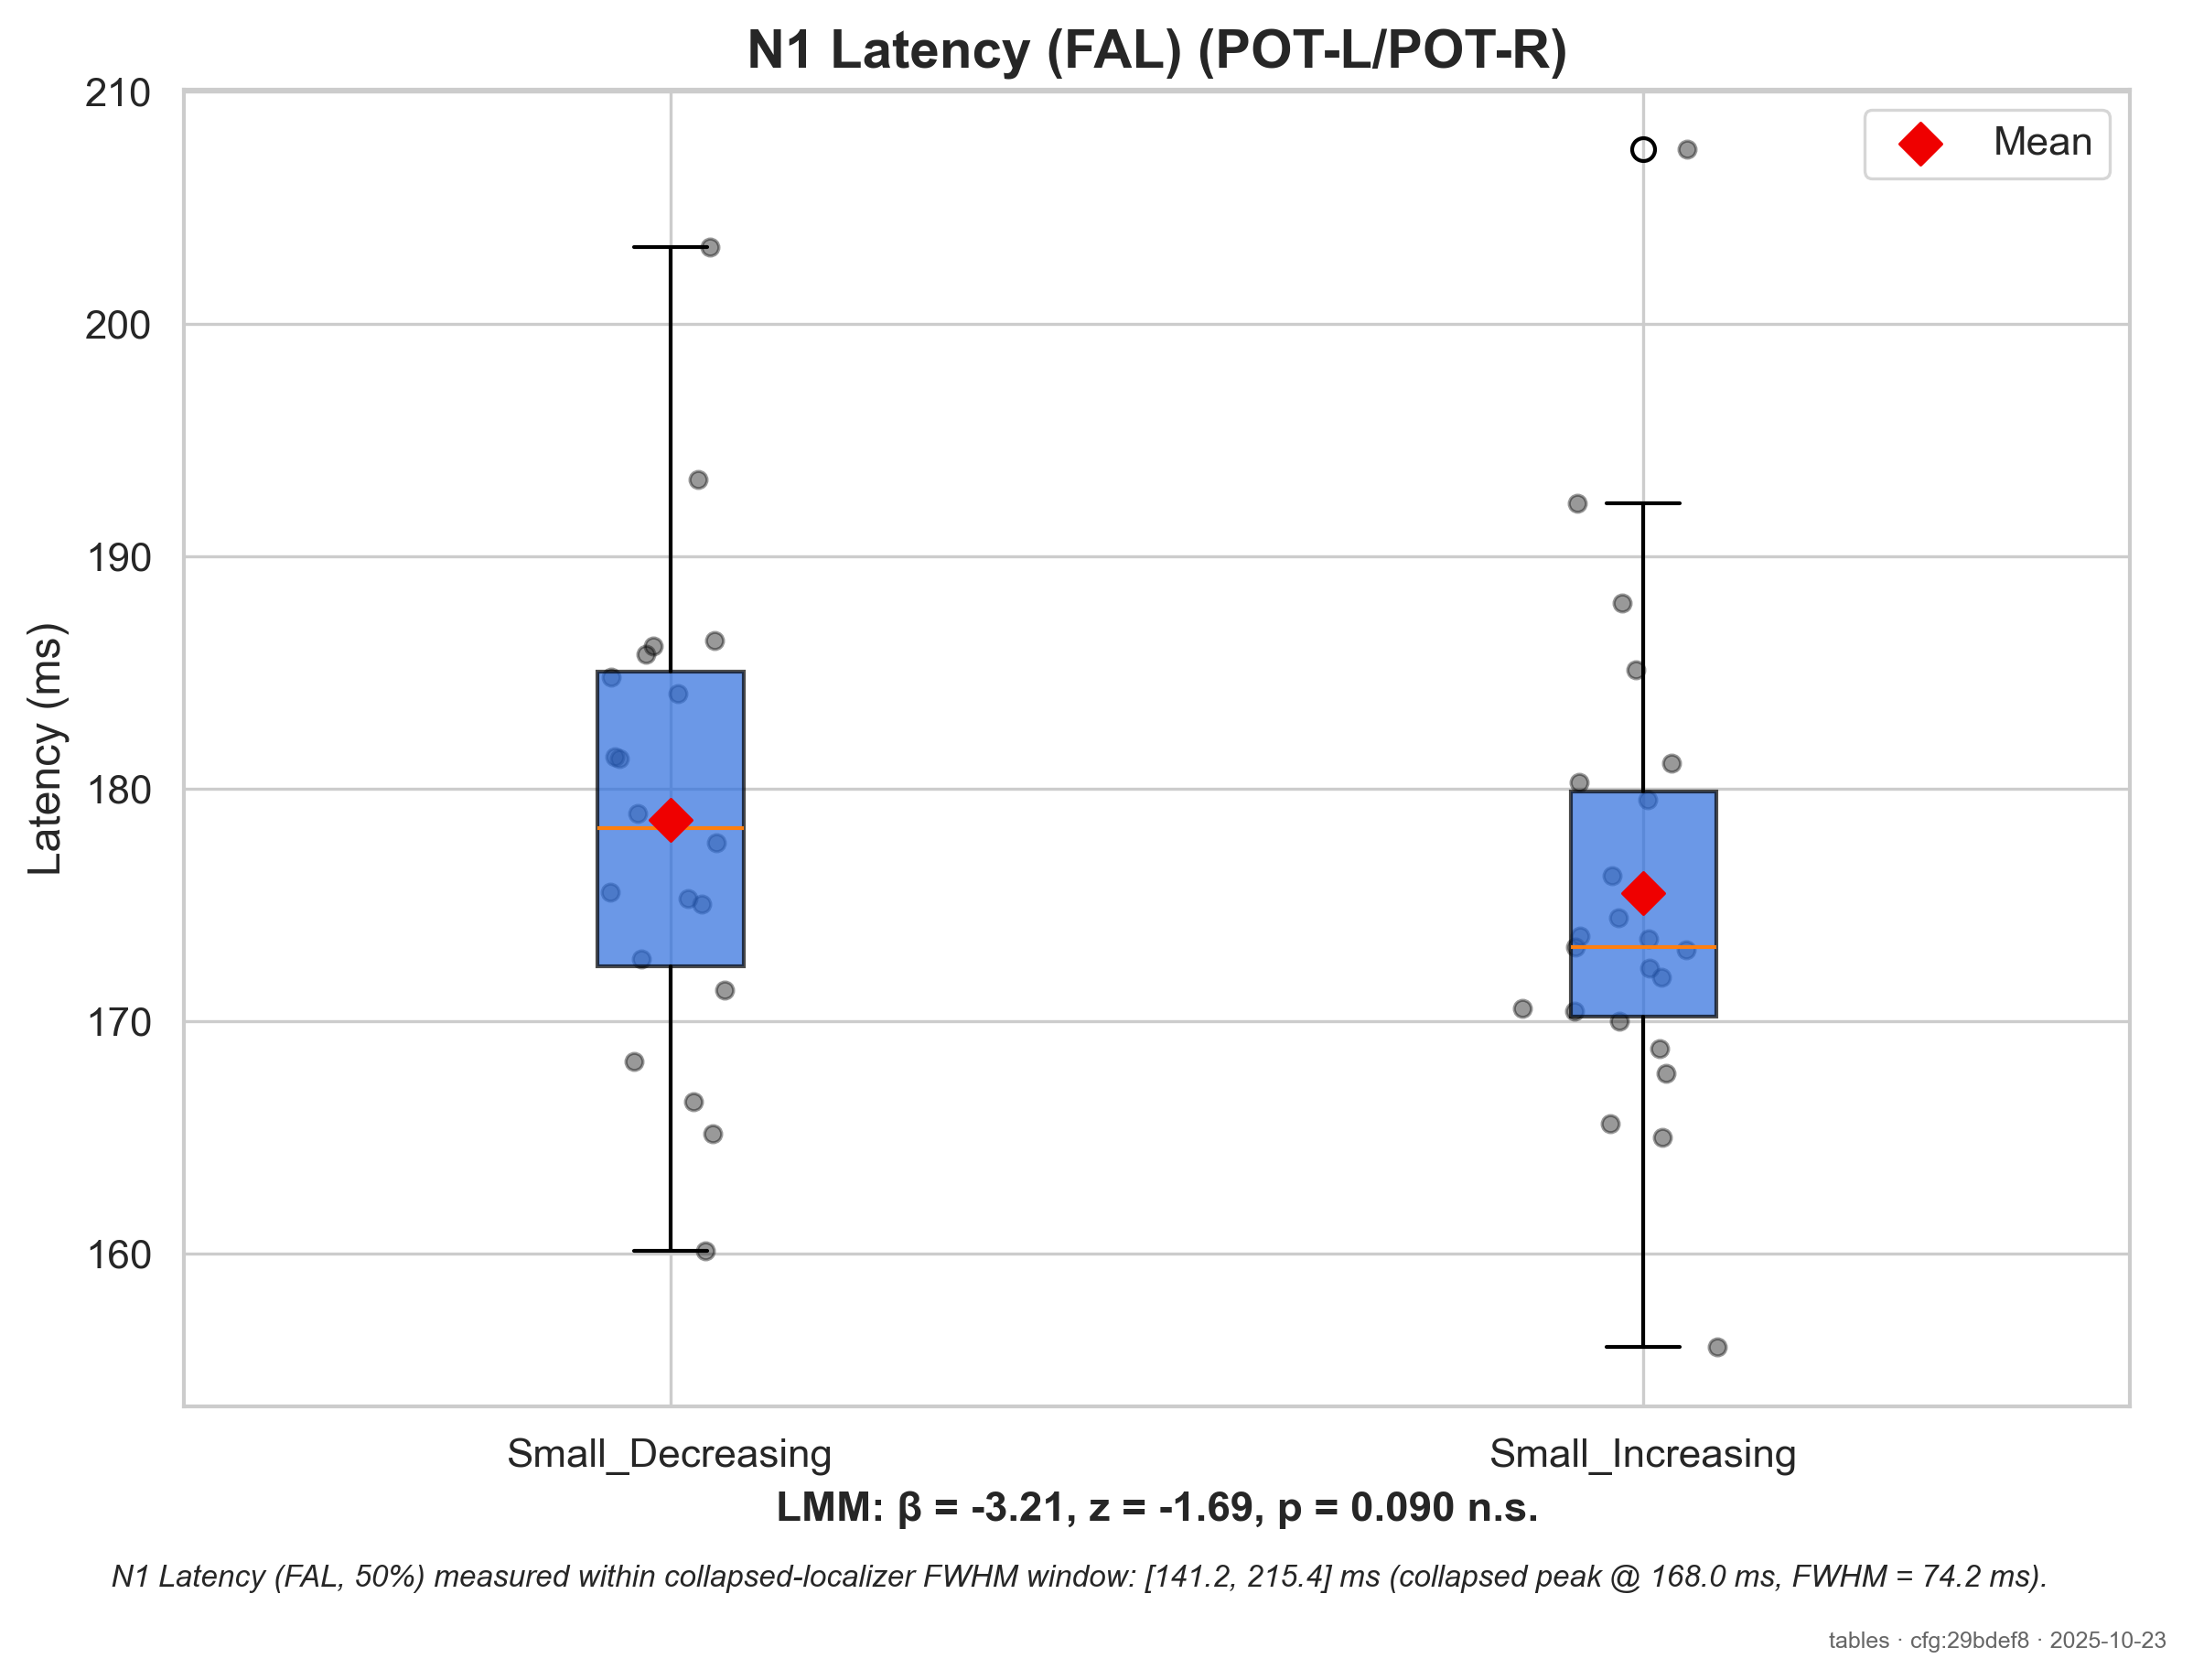 N1 Latency (FAL) (POT-L/POT-R)
210
200
190
180
170
160
Latency (ms)
Mean
Small_Decreasing
Small_Increasing
LMM: β = -3.21, z = -1.69, p = 0.090 n.s.
N1 Latency (FAL, 50%) measured within collapsed-localizer FWHM window: [141.2, 215.4] ms (collapsed peak @ 168.0 ms, FWHM = 74.2 ms).
tables · cfg:29bdef8 · 2025-10-23